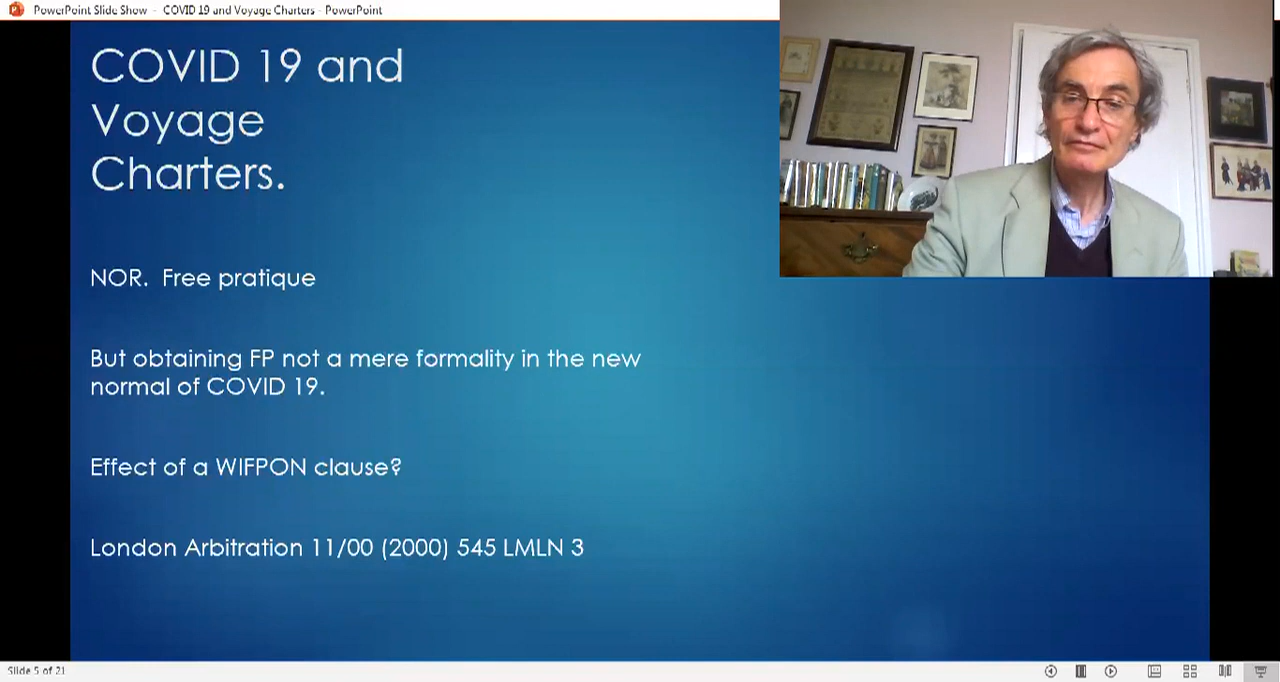 PowerPoint Slide Show - COVID 19 and Voyage Charters - PowerPoint
COVID 19 and
Voyage
Charters.
NOR. Free pratique
But obtaining FP not a mere formality in the new
normal of COVID 19.
Effect of a WIFPON clause?
London Arbitration 11/00 (2000) 545 LMLN 3
Slide 5 of 21